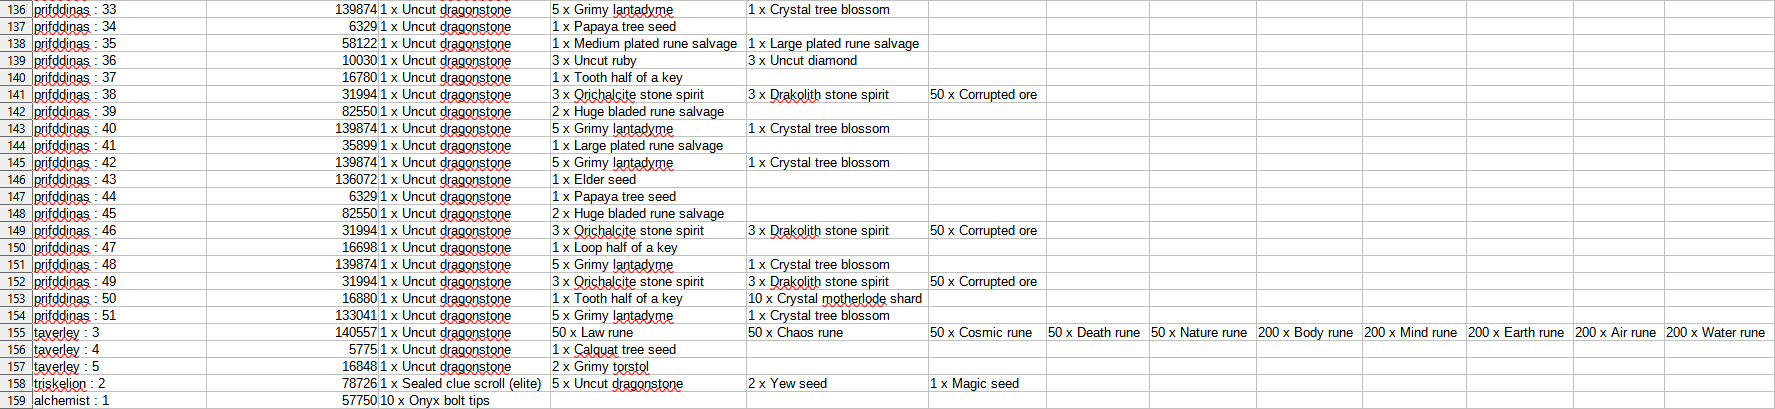 136 prifddinas : 33 139874 1 x Uncut dragonstone 5 x Grimy lantadyme 1 x Crystal tree blossom
137 prifddinas : 34 6329 1 x Uncut dragonstone 1 x Papaya tree seed
138 prifddinas : 35 58122 1 x Uncut dragonstone 1 x Medium plated rune salvage 1 x Large plated rune salvage
139 prifddinas : 36 10030 1 x Uncut dragonstone 3 x Uncut ruby 3 x Uncut diamond
140 prifddinas : 37 16780 1 x Uncut dragonstone 1 x Tooth half of a key
141 prifddinas : 38 31994 1 x Uncut dragonstone 3 x Orichalcite stone spirit 3 x Drakolith stone spirit 50 x Corrupted ore
142 prifddinas : 39 82550 1 x Uncut dragonstone 2 x Huge bladed rune salvage
143 prifddinas : 40 139874 1 x Uncut dragonstone 5 x Grimy lantadyme 1 x Crystal tree blossom
144 prifddinas : 41 35899 1 x Uncut dragonstone 1 x Large plated rune salvage
145 prifddinas : 42 139874 1 x Uncut dragonstone 5 x Grimy lantadyme 1 x Crystal tree blossom
146 prifddinas : 43 136072 1 x Uncut dragonstone 1 x Elder seed
147 prifddinas : 44 6329 1 x Uncut dragonstone 1 x Papaya tree seed
148 prifddinas : 45 82550 1 x Uncut dragonstone 2 x Huge bladed rune salvage
149 prifddinas : 46 31994 1 x Uncut dragonstone 3 x Orichalcite stone spirit 3 x Drakolith stone spirit 50 x Corrupted ore
150 prifddinas : 47 16698 1 x Uncut dragonstone 1 x Loop half of a key
151 prifddinas : 48 139874 1 x Uncut dragonstone 5 x Grimy lantadyme 1 x Crystal tree blossom
152 prifddinas : 49 31994 1 x Uncut dragonstone 3 x Orichalcite stone spirit 3 x Drakolith stone spirit 50 x Corrupted ore
153 prifddinas : 50 16880 1 x Uncut dragonstone 1 x Tooth half of a key 10 x Crystal motherlode shard
154 prifddinas : 51 133041 1 x Uncut dragonstone 5 x Grimy lantadyme 1 x Crystal tree blossom
155 taverley : 3 140557 1 x Uncut dragonstone 50 x Law rune 50 x Chaos rune 50 x Cosmic rune 50 x Death rune 50 x Nature rune 200 x Body rune 200 x Mind rune 200 x Earth rune 200 x Air rune 200 x Water rune
156 taverley : 4 5775 1 x Uncut dragonstone 1 x Calquat tree seed
157 taverley : 5 16848 1 x Uncut dragonstone 2 x Grimy torstol
158 triskelion : 2 78726 1 x Sealed clue scroll (elite) 5 x Uncut dragonstone 2 x Yew seed 1 x Magic seed
159 alchemist : 1 57750 10 x Onyx bolt tips